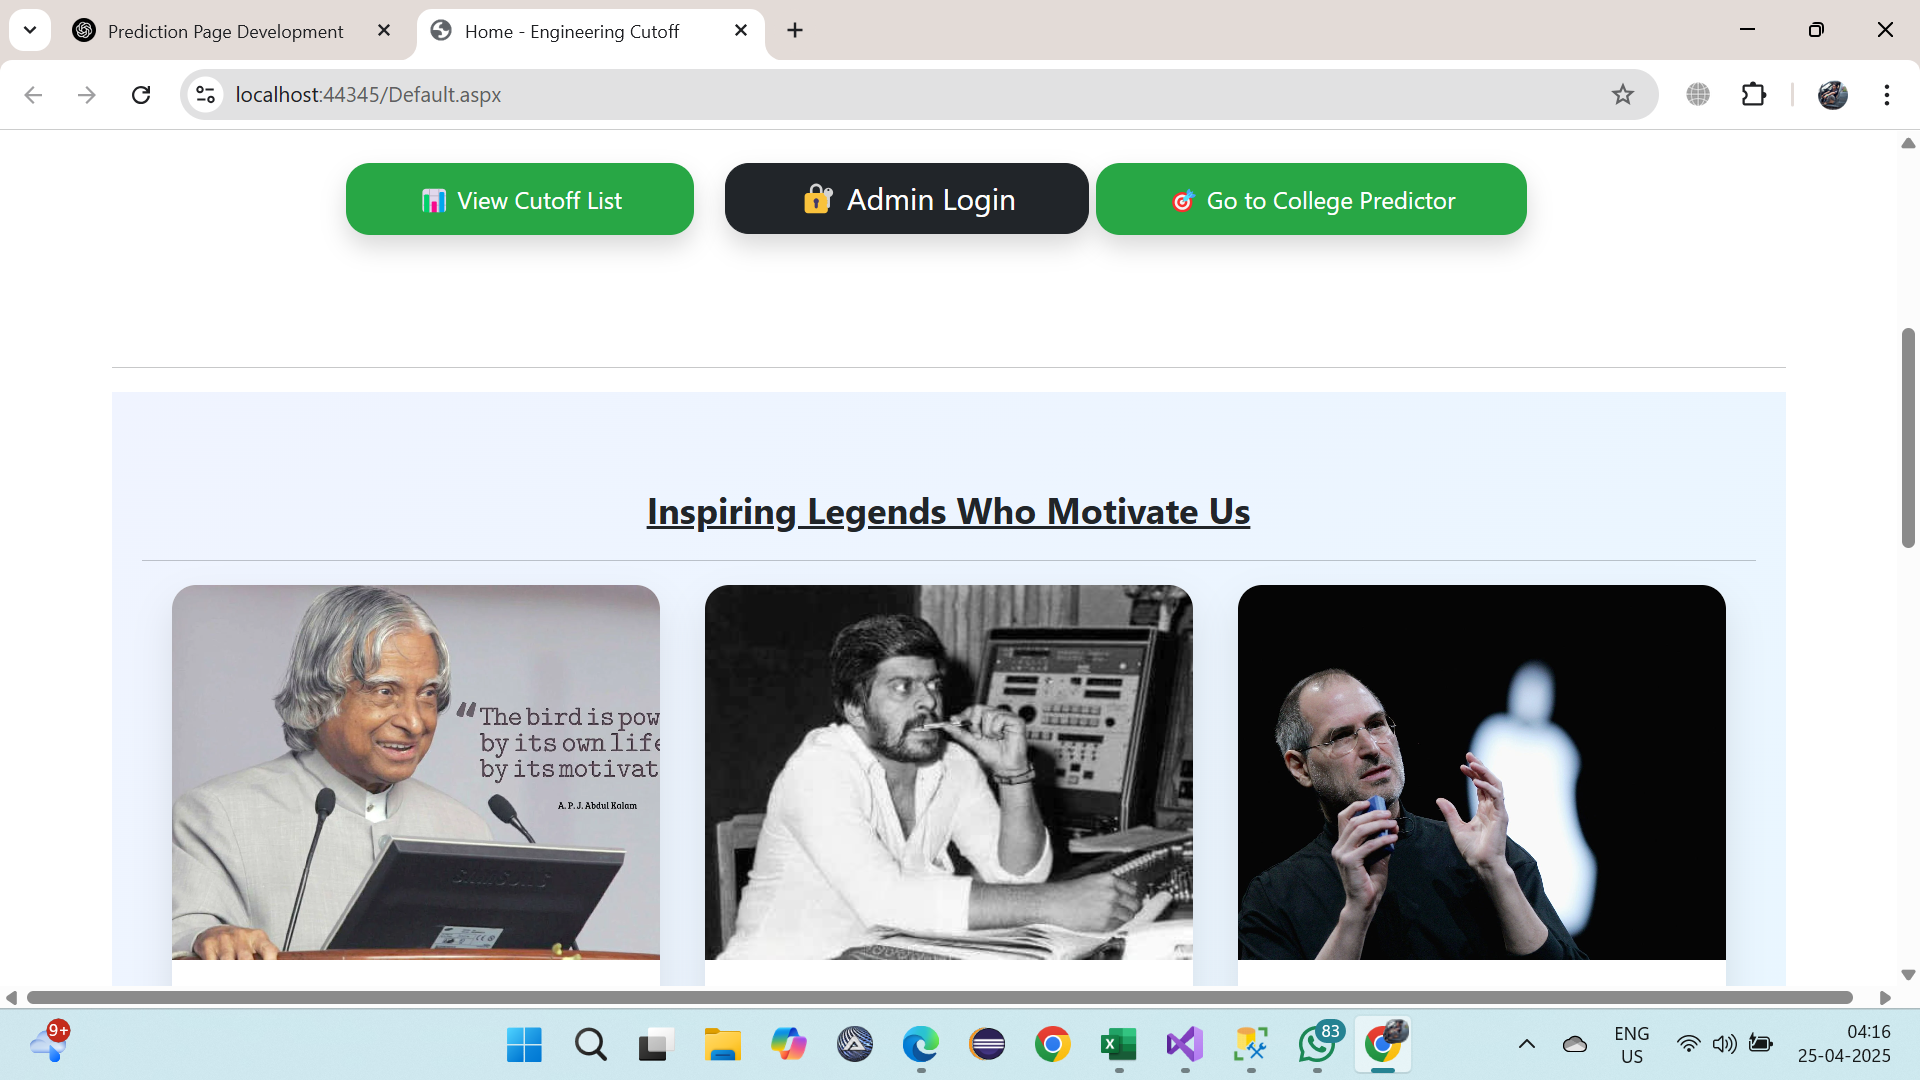 Prediction Page Development
Home - Engineering Cutoff
localhost:44345/Default.aspx
View Cutoff List
Admin Login
Go to College Predictor
Inspiring Legends Who Motivate Us
“The bird is pow
by its own life
by its motivat
A. P. J. Abdul Kalam
SAMSUNG
9+
83
ENG
US
04:16
25-04-2025